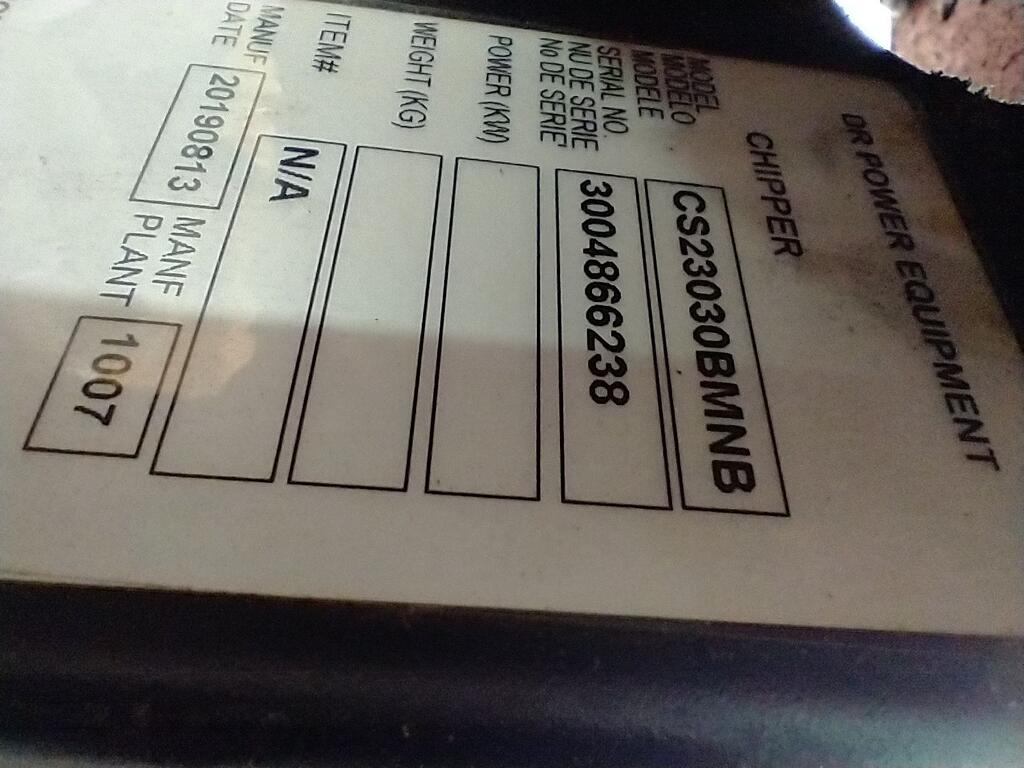 DR POWER EQUIPMENT
CHIPPER
MODEL
MODELO
MODELE
CS23030BMNB
SERIAL NO.
NU DE SERIE
No DE SERIE'
3004866238
POWER (KW)
WEIGHT (KG)
ITEM# N/A
MANUF
DATE
20190813
MANF
PLANT
1007